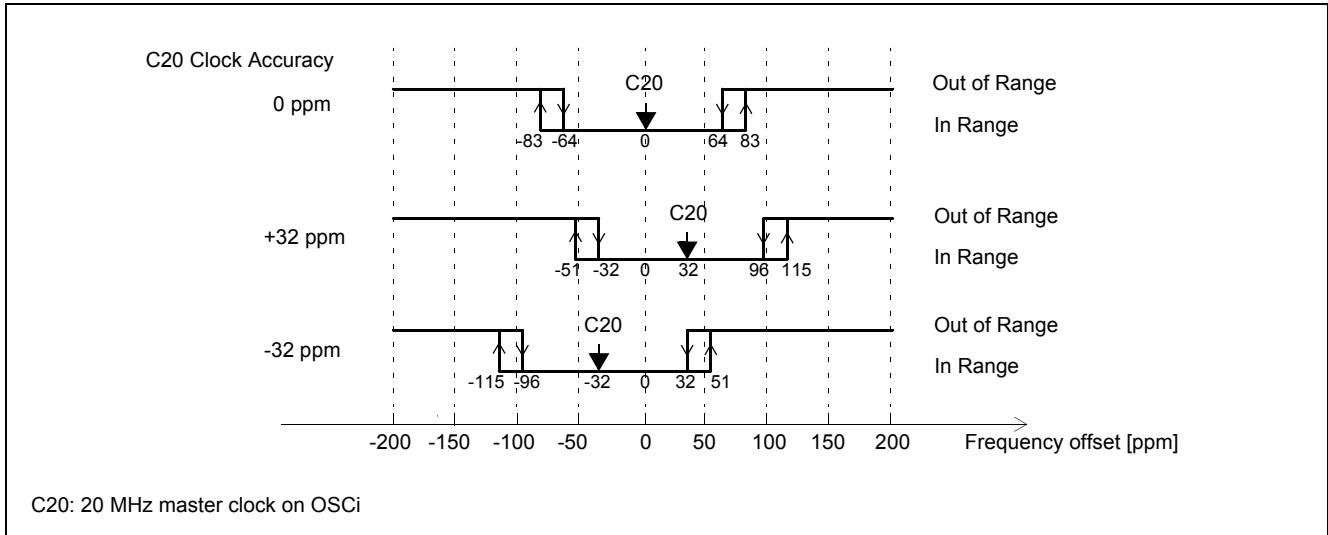 C20 Clock Accuracy
0 ppm
C20
Out of Range
In Range
-83 -64 0 64 83
+32 ppm
C20
Out of Range
In Range
-51 -32 0 32 96 115
-32 ppm
C20
Out of Range
In Range
-115 -96 -32 0 32 51
-200 -150 -100 -50 0 50 100 150 200 Frequency offset [ppm]
C20: 20 MHz master clock on OSCi